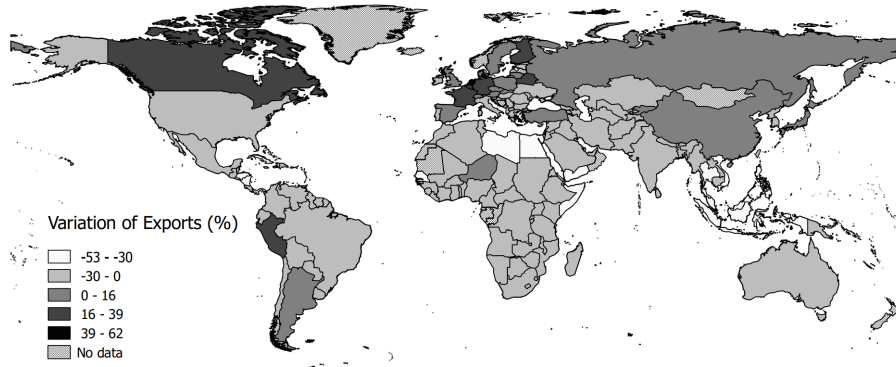 Variation of Exports (%)
-53 - -30
-30 - 0
0 - 16
16 - 39
39 - 62
No data